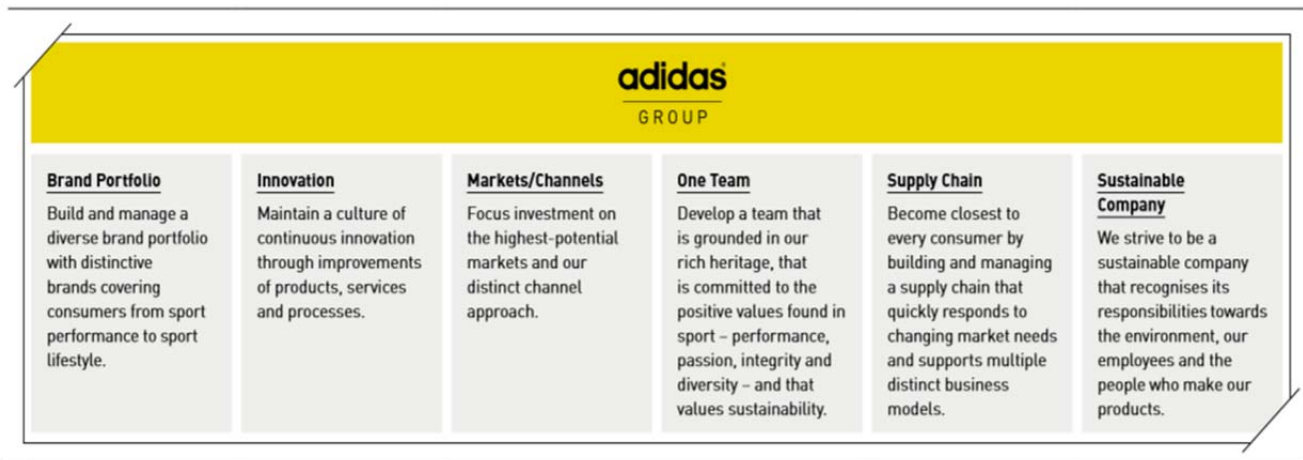 adidas
GROUP
Brand Portfolio
Build and manage a
diverse brand portfolio
with distinctive
brands covering
consumers from sport
performance to sport
lifestyle.
Innovation
Maintain a culture of
continuous innovation
through improvements
of products, services
and processes.
Markets/Channels
Focus investment on
the highest-potential
markets and our
distinct channel
approach.
One Team
Develop a team that
is grounded in our
rich heritage, that
is committed to the
positive values found in
sport – performance,
passion, integrity and
diversity – and that
values sustainability.
Supply Chain
Become closest to
every consumer by
building and managing
a supply chain that
quickly responds to
changing market needs
and supports multiple
distinct business
models.
Sustainable
Company
We strive to be a
sustainable company
that recognises its
responsibilities towards
the environment, our
employees and the
people who make our
products.